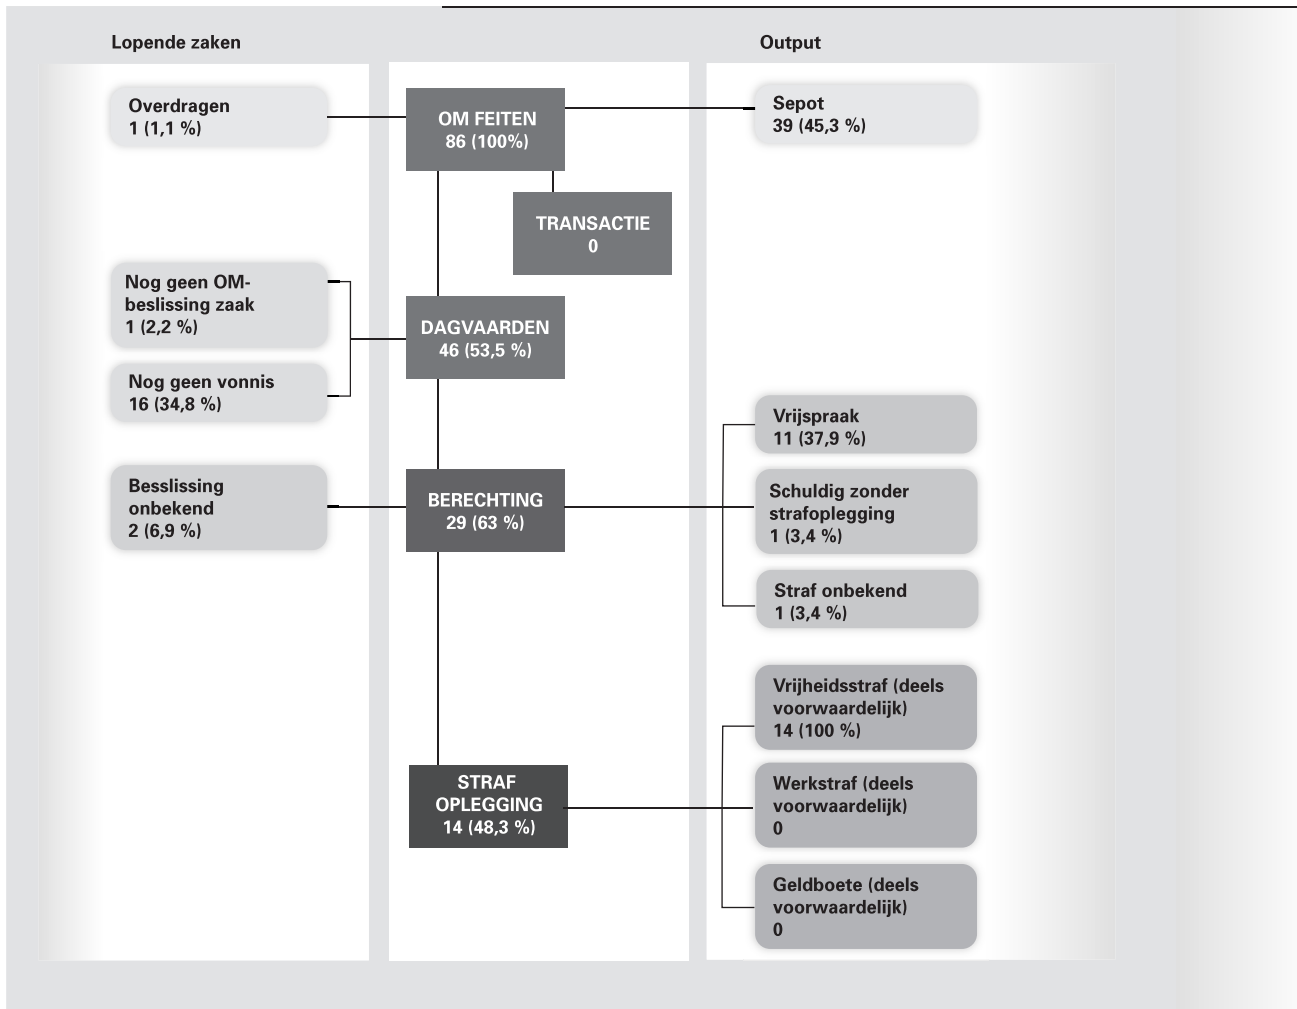 Lopende zaken
Output
Overdragen
1 (1,1 %)
OM FEITEN
86 (100%)
Sepot
39 (45,3 %)
TRANSACTIE
0
Nog geen OM-
beslissing zaak
1 (2,2 %)
Nog geen vonnis
16 (34,8 %)
DAGVAARDEN
46 (53,5 %)
Besslissing
onbekend
2 (6,9 %)
BERECHTING
29 (63 %)
Vrijspraak
11 (37,9 %)
Schuldig zonder
strafoplegging
1 (3,4 %)
Straf onbekend
1 (3,4 %)
STRAF
OPLEGGING
14 (48,3 %)
Vrijheidsstraf (deels
voorwaardelijk)
14 (100 %)
Werkstraf (deels
voorwaardelijk)
0
Geldboete (deels
voorwaardelijk)
0